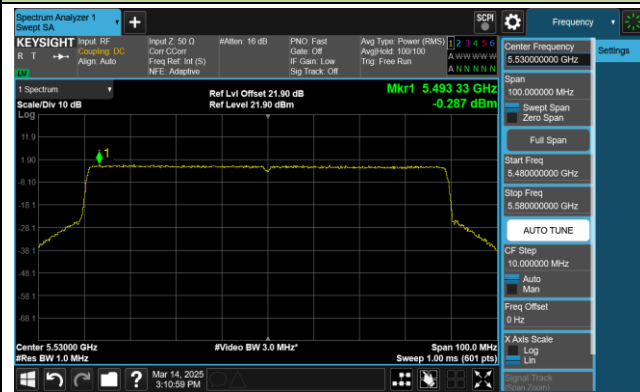 Spectrum Analyzer 1
Swept SA
SCPI
Frequency
KEYSIGHT
R T
LXI
Input: RF
Coupling: DC
Align: Auto
Input Z: 50 Ω
Corr CCorr
Freq Ref: Int (S)
NFE: Adaptive
#Atten: 16 dB
PNO: Fast
Gate: Off
IF Gain: Low
Sig Track: Off
Avg Type: Power (RMS)
Avg|Hold: 100/100
Trig: Free Run
1 2 3 4 5 6
A W W W W W
A N N N N N
Center Frequency
5.530000000 GHz
Settings
Span
100.000000 MHz
Swept Span
Zero Span
Full Span
Start Freq
5.480000000 GHz
Stop Freq
5.580000000 GHz
AUTO TUNE
CF Step
10.000000 MHz
Auto
Man
Freq Offset
0 Hz
X Axis Scale
Log
Lin
Signal Track
(Span Zoom)
1 Spectrum
Scale/Div 10 dB
Log
Ref Lvl Offset 21.90 dB
Ref Level 21.90 dBm
Mkr1 5.493 33 GHz
-0.287 dBm
11.9
1.90
-8.10
-18.1
-28.1
-38.1
-48.1
-58.1
-68.1
1
Center 5.53000 GHz
#Res BW 1.0 MHz
#Video BW 3.0 MHz*
Span 100.0 MHz
Sweep 1.00 ms (601 pts)
Mar 14, 2025
3:10:59 PM